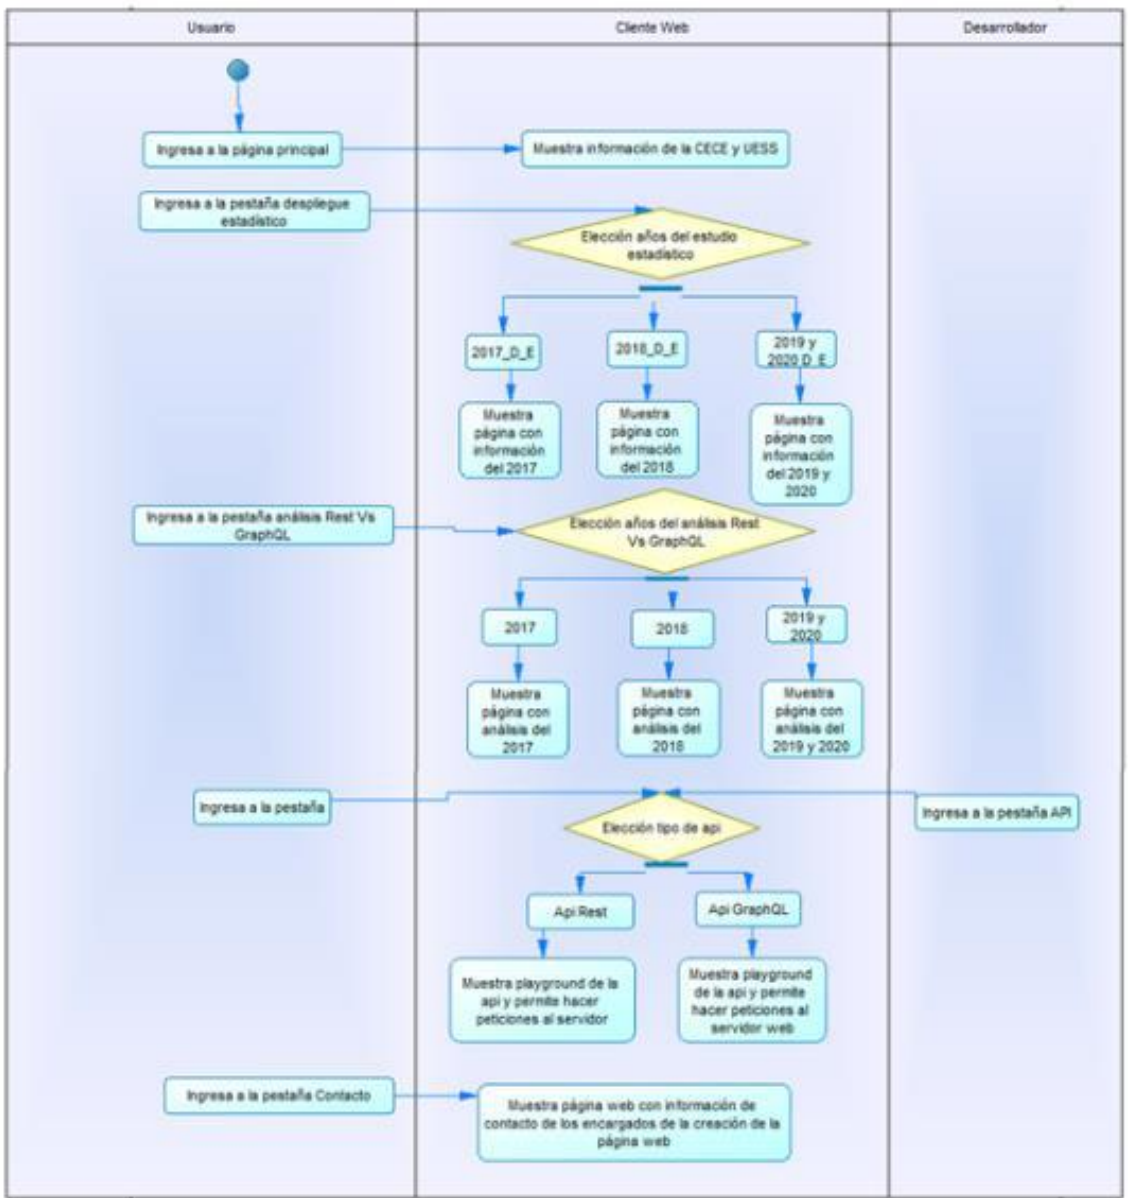 Usuario
Cliente Web
Desarrollador
Ingresa a la página principal
Muestra información de la CECE y UESS
Ingresa a la pestaña despliegue
estadístico
Elección años del estudio
estadístico
2017_D_E
2018_D_E
2019 y
2020 D_E
Muestra
página con
información
del 2017
Muestra
página con
información
del 2018
Muestra
página con
información
del 2019 y
2020
Ingresa a la pestaña análisis Rest Vs
GraphQL
Elección años del análisis Rest
Vs GraphQL
2017
2018
2019 y
2020
Muestra
página con
análisis del
2017
Muestra
página con
análisis del
2018
Muestra
página con
análisis del
2019 y 2020
Ingresa a la pestaña
Ingresa a la pestaña API
Elección tipo de api
Api Rest
Api GraphQL
Muestra playground de la
api y permite hacer
peticiones al servidor
Muestra playground
de la api y permite
hacer peticiones al
servidor web
Ingresa a la pestaña Contacto
Muestra página web con información de
contacto de los encargados de la creación de la
página web